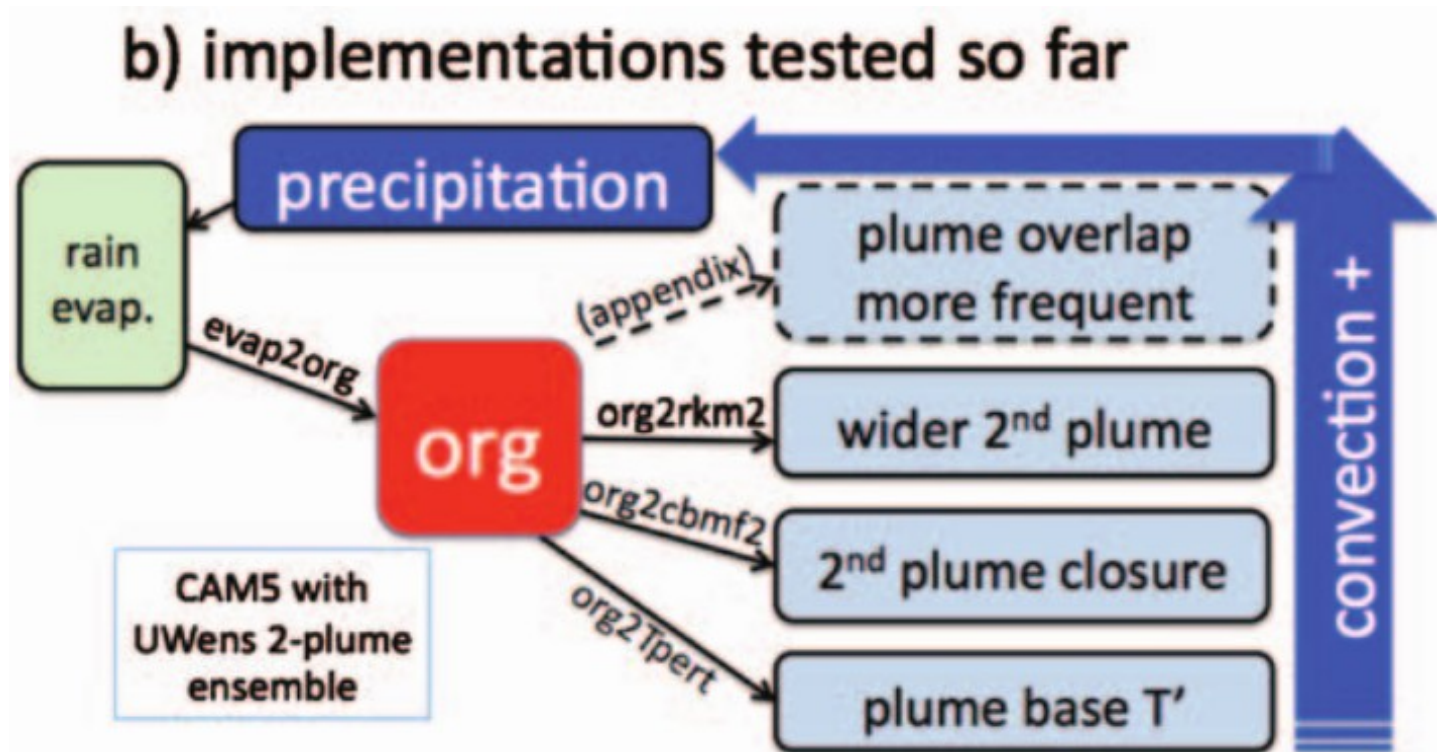 b) implementations tested so far
precipitation
rain
evap.
plume overlap
more frequent
(appendix)
evap2org
org
org2rkm2
wider 2nd plume
org2cbmf2
2nd plume closure
org2Tpert
plume base T'
CAM5 with
UWens 2-plume
ensemble
convection +